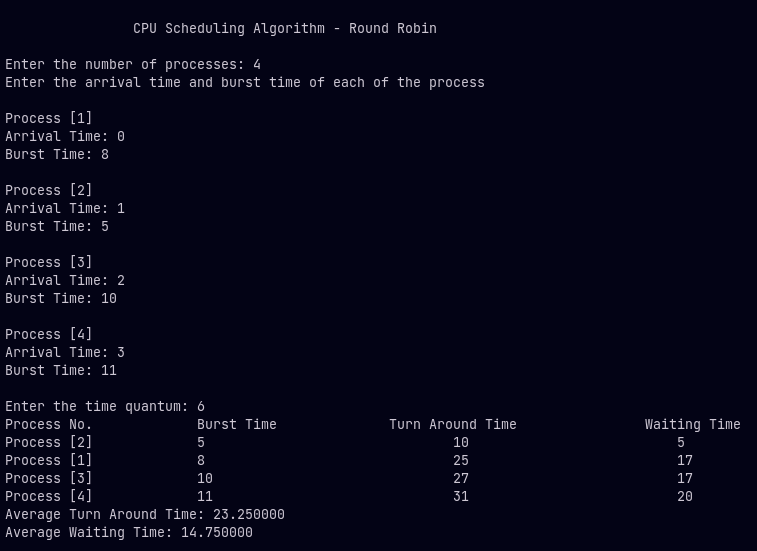 CPU Scheduling Algorithm - Round Robin
Enter the number of processes: 4
Enter the arrival time and burst time of each of the process
Process [1]
Arrival Time: 0
Burst Time: 8
Process [2]
Arrival Time: 1
Burst Time: 5
Process [3]
Arrival Time: 2
Burst Time: 10
Process [4]
Arrival Time: 3
Burst Time: 11
Enter the time quantum: 6
Process No. Burst Time Turn Around Time Waiting Time
Process [2] 5 10 5
Process [1] 8 25 17
Process [3] 10 27 17
Process [4] 11 31 20
Average Turn Around Time: 23.250000
Average Waiting Time: 14.750000